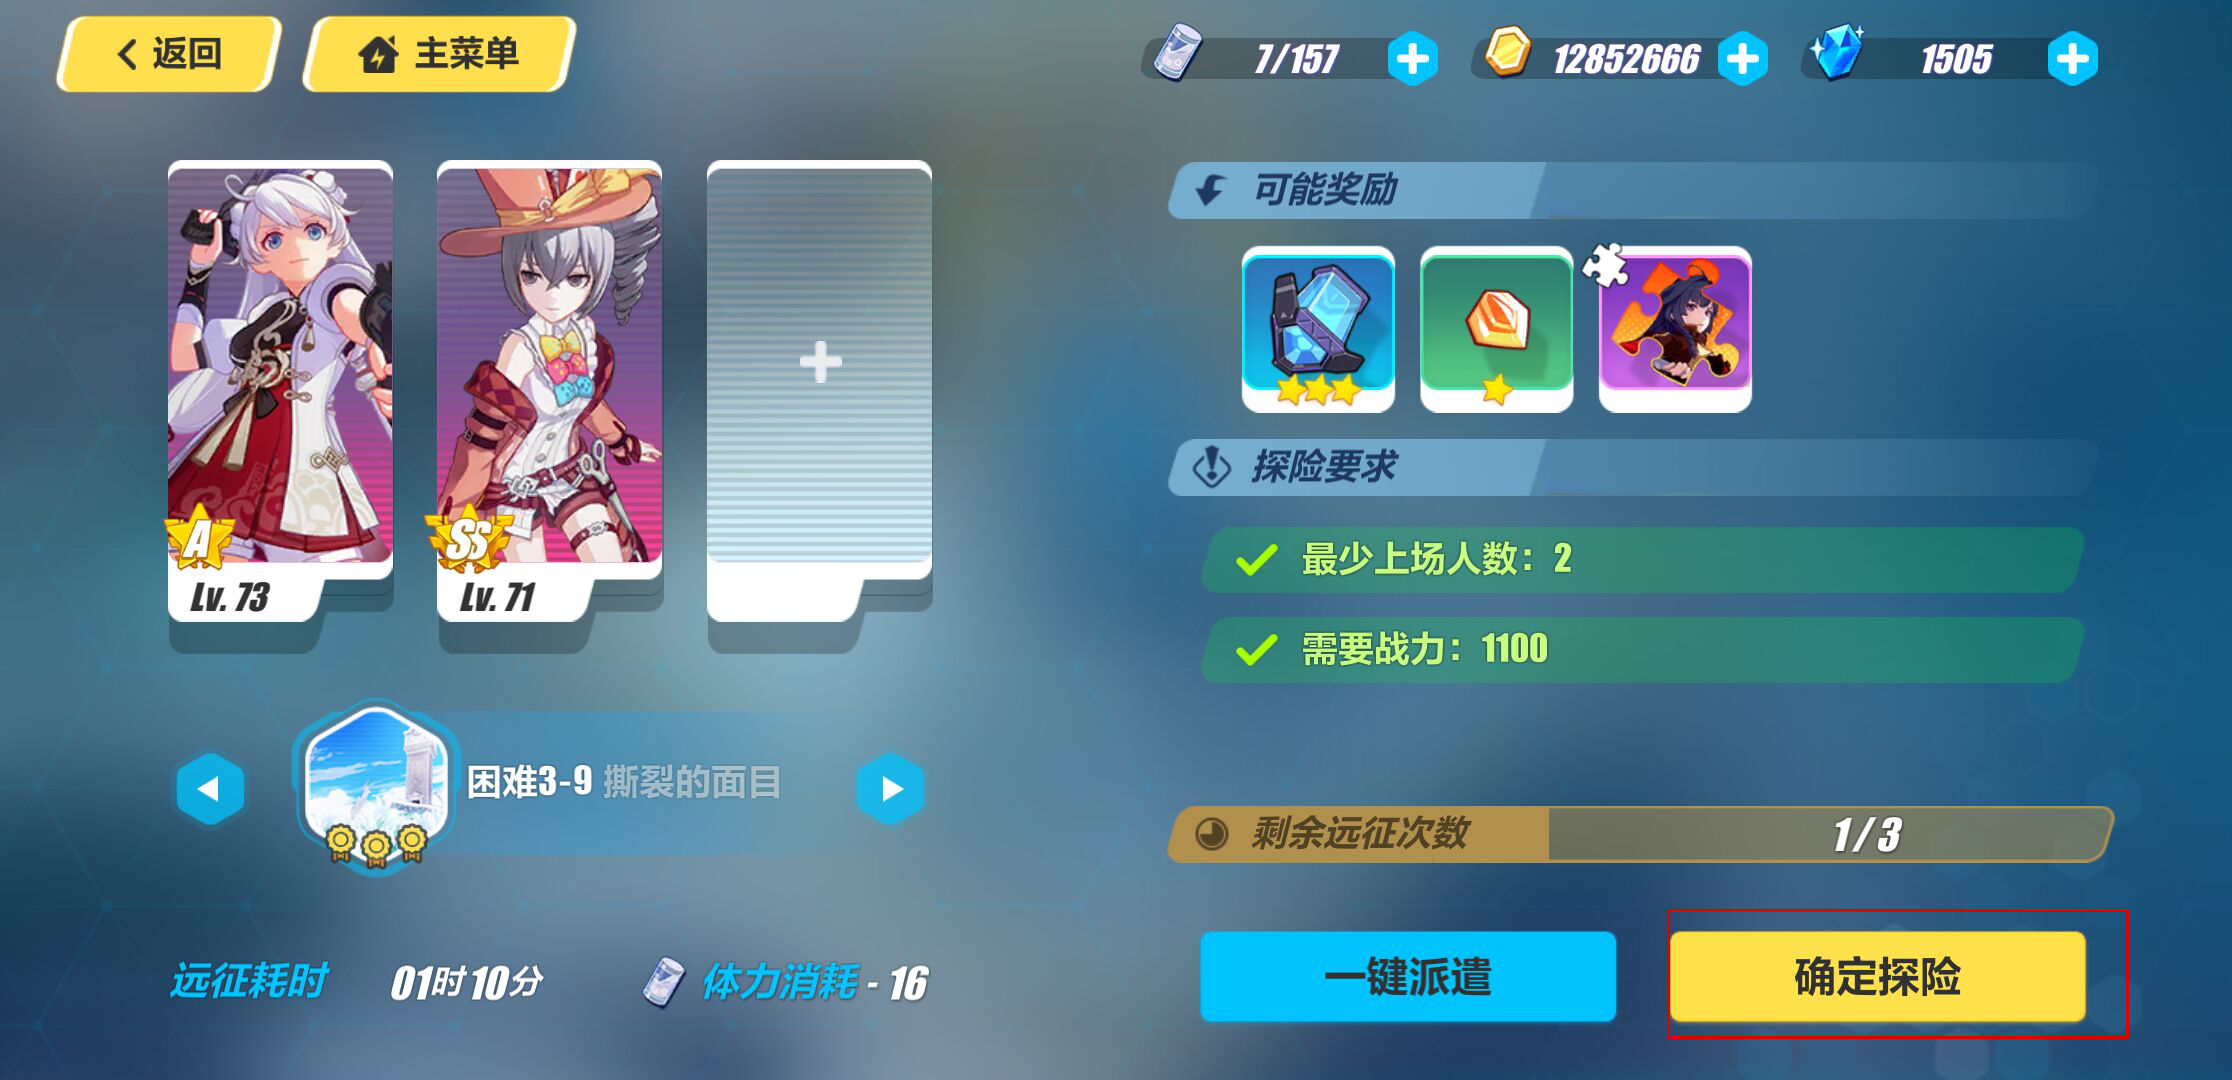 返回
主菜单
7/157
12852666
1505
A
Lv. 73
SS
Lv. 71
困难3-9 撕裂的面目
远征耗时 01时10分
体力消耗 - 16
可能奖励
探险要求
最少上场人数：2
需要战力：1100
剩余远征次数 1/3
一键派遣
确定探险